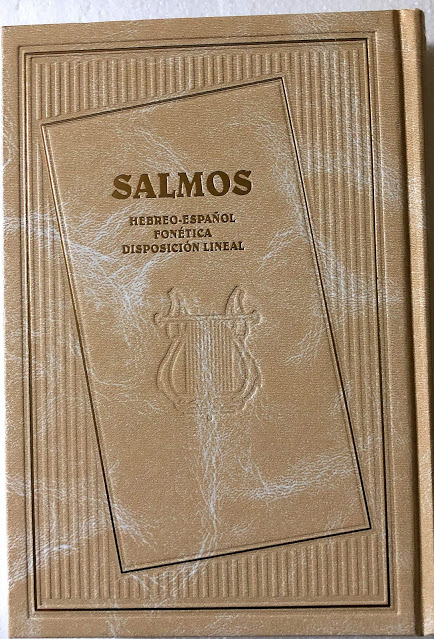 SALMOS
HEBREO-ESPAÑOL
FONÉTICA
DISPOSICIÓN LINEAL